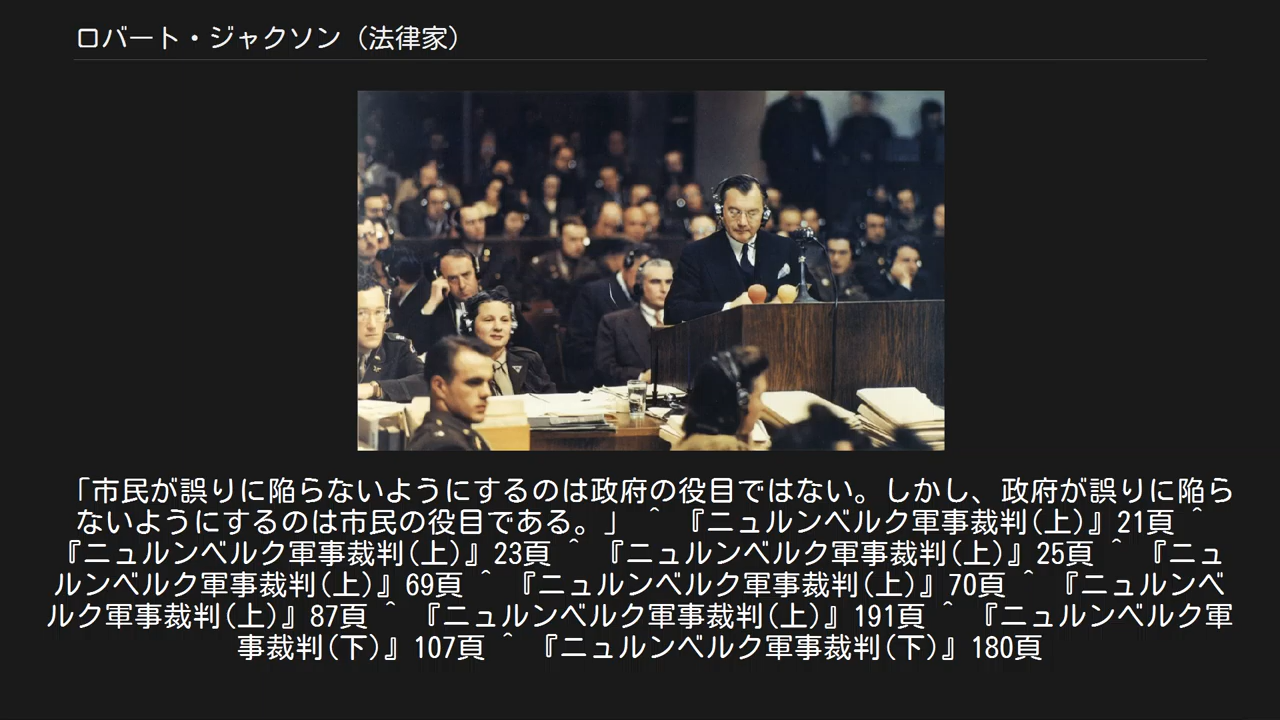 ロバート・ジャクソン（法律家）
「市民が誤りに陥らないようにするのは政府の役目ではない。しかし、政府が誤りに陥ら
ないようにするのは市民の役目である。」 ^ 『ニュルンベルク軍事裁判(上)』21頁 ^
『ニュルンベルク軍事裁判(上)』23頁 ^ 『ニュルンベルク軍事裁判(上)』25頁 ^ 『ニュ
ルンベルク軍事裁判(上)』69頁 ^ 『ニュルンベルク軍事裁判(上)』70頁 ^ 『ニュルンベ
ルク軍事裁判(上)』87頁 ^ 『ニュルンベルク軍事裁判(上)』191頁 ^ 『ニュルンベルク軍
事裁判(下)』107頁 ^ 『ニュルンベルク軍事裁判(下)』180頁